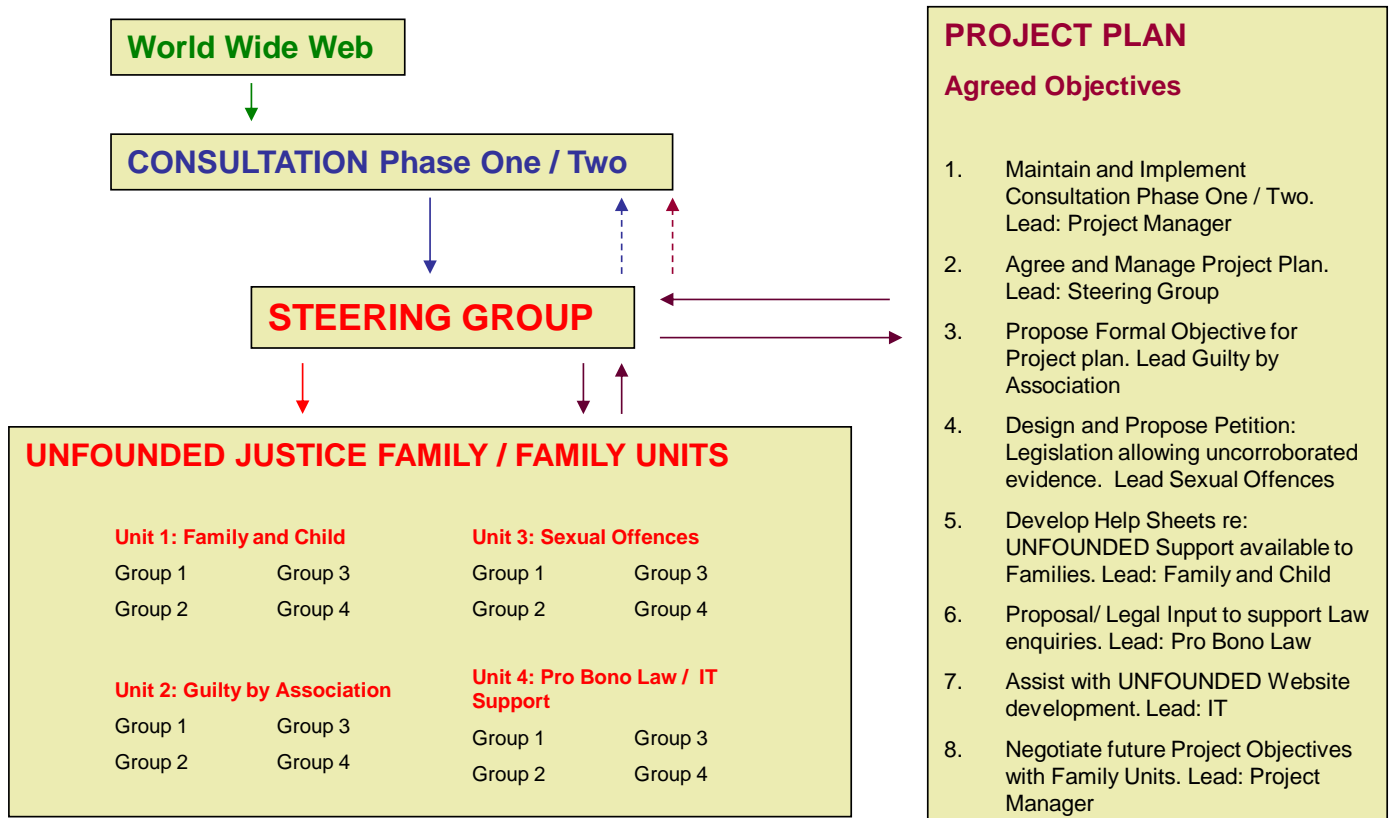 World Wide Web
CONSULTATION Phase One / Two
STEERING GROUP
UNFOUNDED JUSTICE FAMILY / FAMILY UNITS
Unit 1: Family and Child
Group 1 Group 3
Group 2 Group 4
Unit 2: Guilty by Association
Group 1 Group 3
Group 2 Group 4
Unit 3: Sexual Offences
Group 1 Group 3
Group 2 Group 4
Unit 4: Pro Bono Law / IT
Support
Group 1 Group 3
Group 2 Group 4
PROJECT PLAN
Agreed Objectives
1. Maintain and Implement
Consultation Phase One / Two.
Lead: Project Manager
2. Agree and Manage Project Plan.
Lead: Steering Group
3. Propose Formal Objective for
Project plan. Lead Guilty by
Association
4. Design and Propose Petition:
Legislation allowing uncorroborated
evidence. Lead Sexual Offences
5. Develop Help Sheets re:
UNFOUNDED Support available to
Families. Lead: Family and Child
6. Proposal/ Legal Input to support Law
enquiries. Lead: Pro Bono Law
7. Assist with UNFOUNDED Website
development. Lead: IT
8. Negotiate future Project Objectives
with Family Units. Lead: Project
Manager